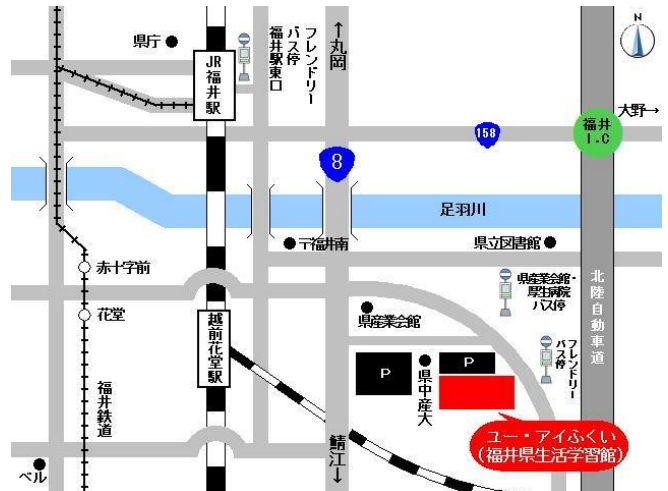 N
県庁
JR福井駅
フレンドリー
バス停
福井駅東口
↑丸岡
大野→
福井
I.C
158
8
足羽川
〒福井南
県立図書館
赤十字前
県産業会館・
厚生病院
バス停
北陸自動車道
花堂
県産業会館
越前花堂駅
フレンドリー
バス停
P
県中産大
P
福井鉄道
鯖江↓
ユー・アイふくい
(福井県生活学習館)
ベル